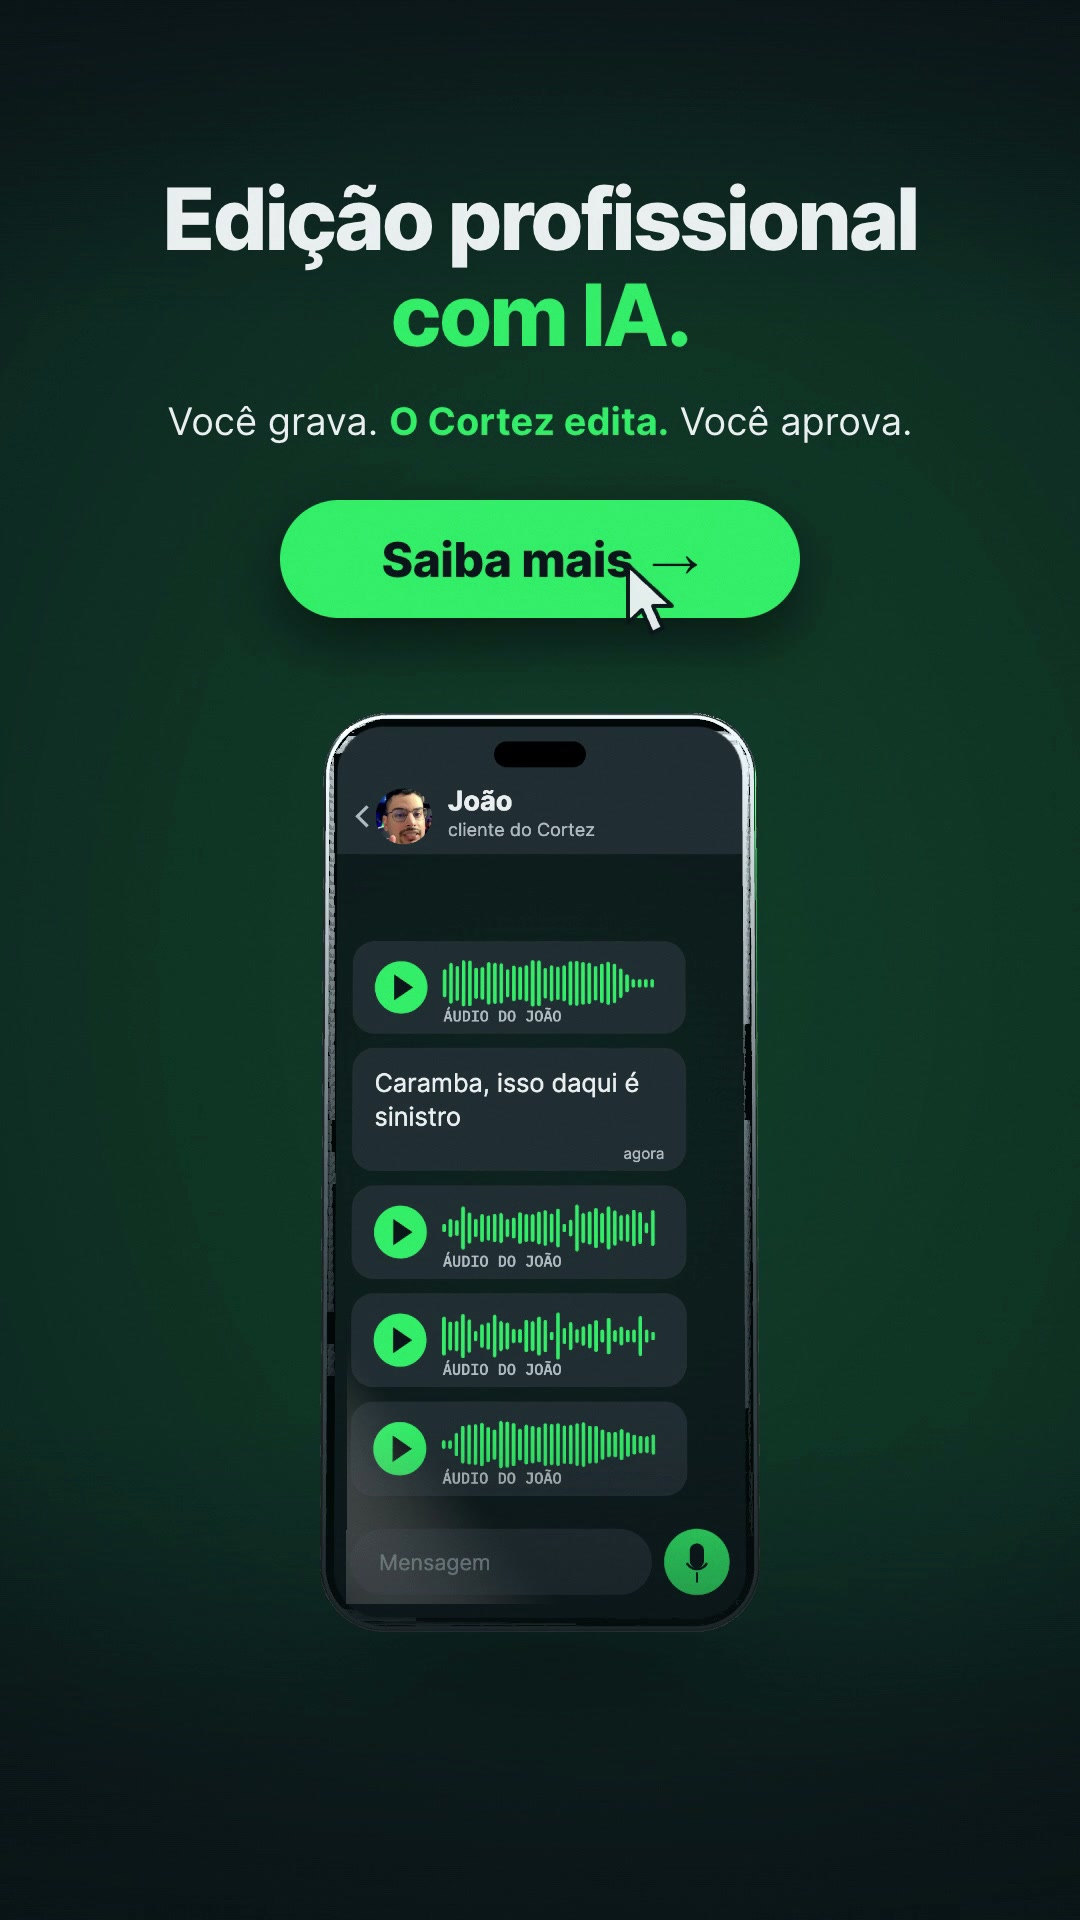 Edição profissional
com IA.
Você grava. O Cortez edita. Você aprova.
Saiba mais →
João
cliente do Cortez
ÁUDIO DO JOÃO
Caramba, isso daqui é
sinistro
agora
ÁUDIO DO JOÃO
ÁUDIO DO JOÃO
ÁUDIO DO JOÃO
Mensagem